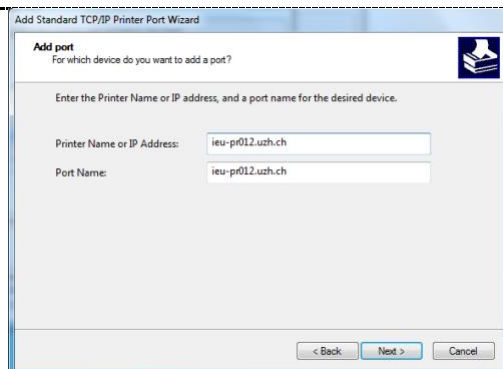 Add Standard TCP/IP Printer Port Wizard
Add port
For which device do you want to add a port?
Enter the Printer Name or IP address, and a port name for the desired device.
Printer Name or IP Address: ieu-pr012.uzh.ch
Port Name: ieu-pr012.uzh.ch
< Back Next > Cancel